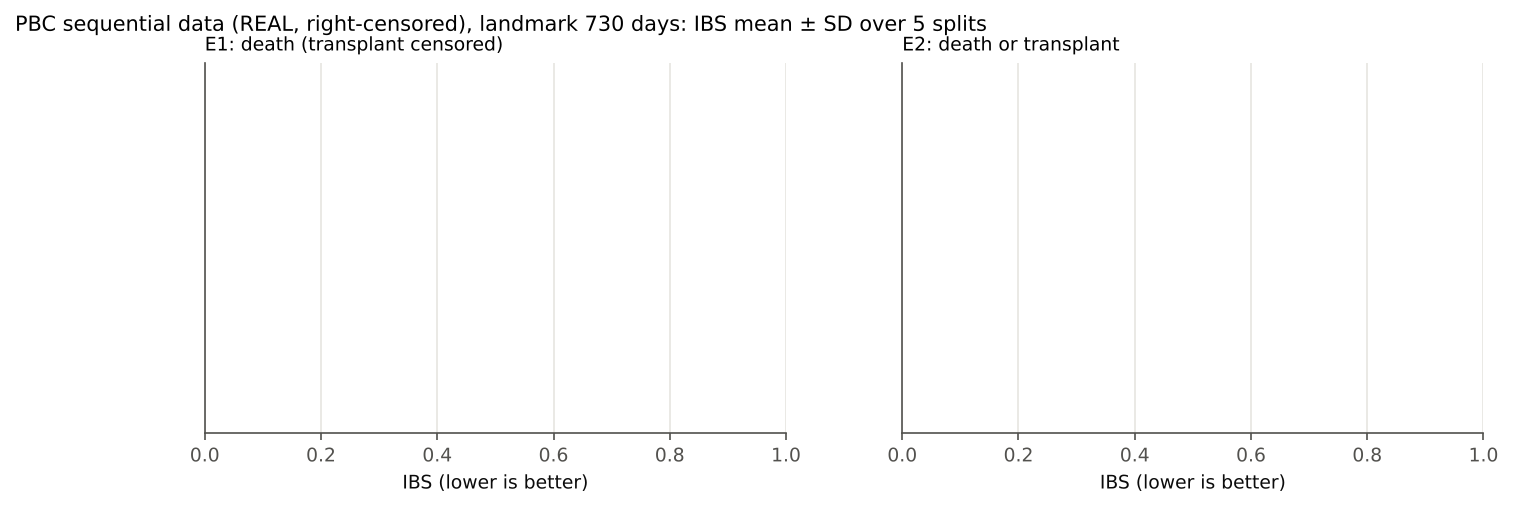 PBC sequential data (REAL, right-censored), landmark 730 days: IBS mean ± SD over 5 splits
E1: death (transplant censored)
0.0 0.2 0.4 0.6 0.8 1.0
IBS (lower is better)
E2: death or transplant
0.0 0.2 0.4 0.6 0.8 1.0
IBS (lower is better)